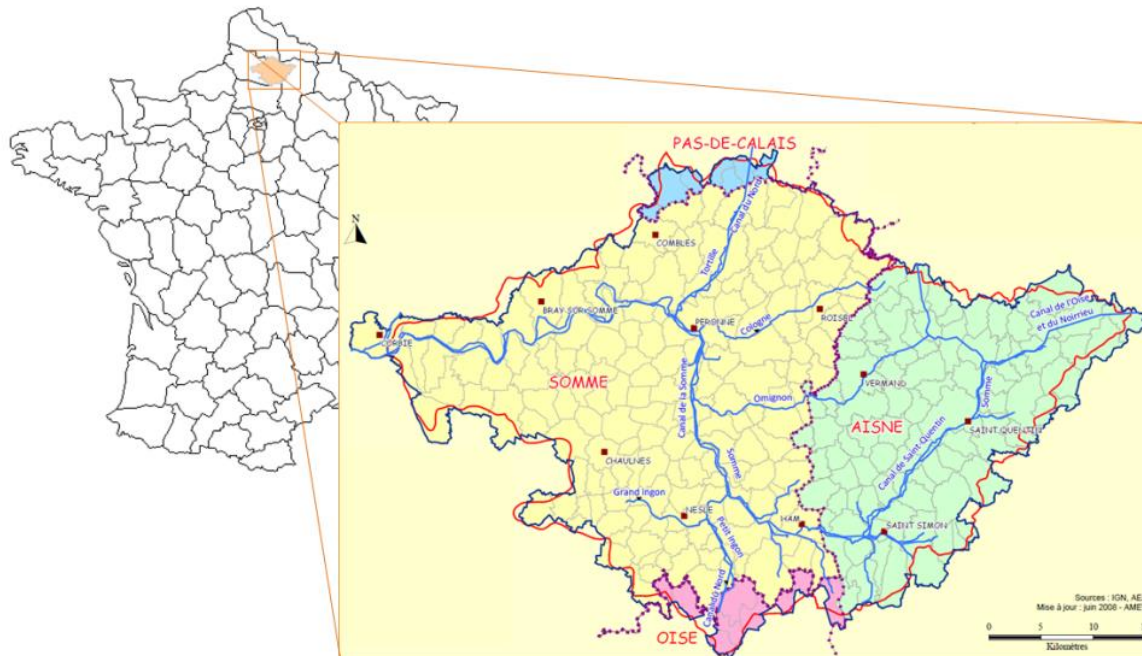 PAS-DE-CALAIS
Canal du Nord
COMBLES
Tortille
BRAY-SUR-SOMME
PERONNE
Cologne
ROISEL
Canal de l'Oise
et du Noirrieu
CORBIE
SOMME
Canal de la Somme
VERMAND
Somme
Omignon
AISNE
SAINT QUENTIN
Canal de Saint-Quentin
CHAULNES
Somme
Grand Ingon
NESLE
Petit Ingon
HAM
SAINT SIMON
Canal du Nord
OISE
N
Sources : IGN, AE
Mise à jour : juin 2008 - AME
0 5 10
Kilomètres